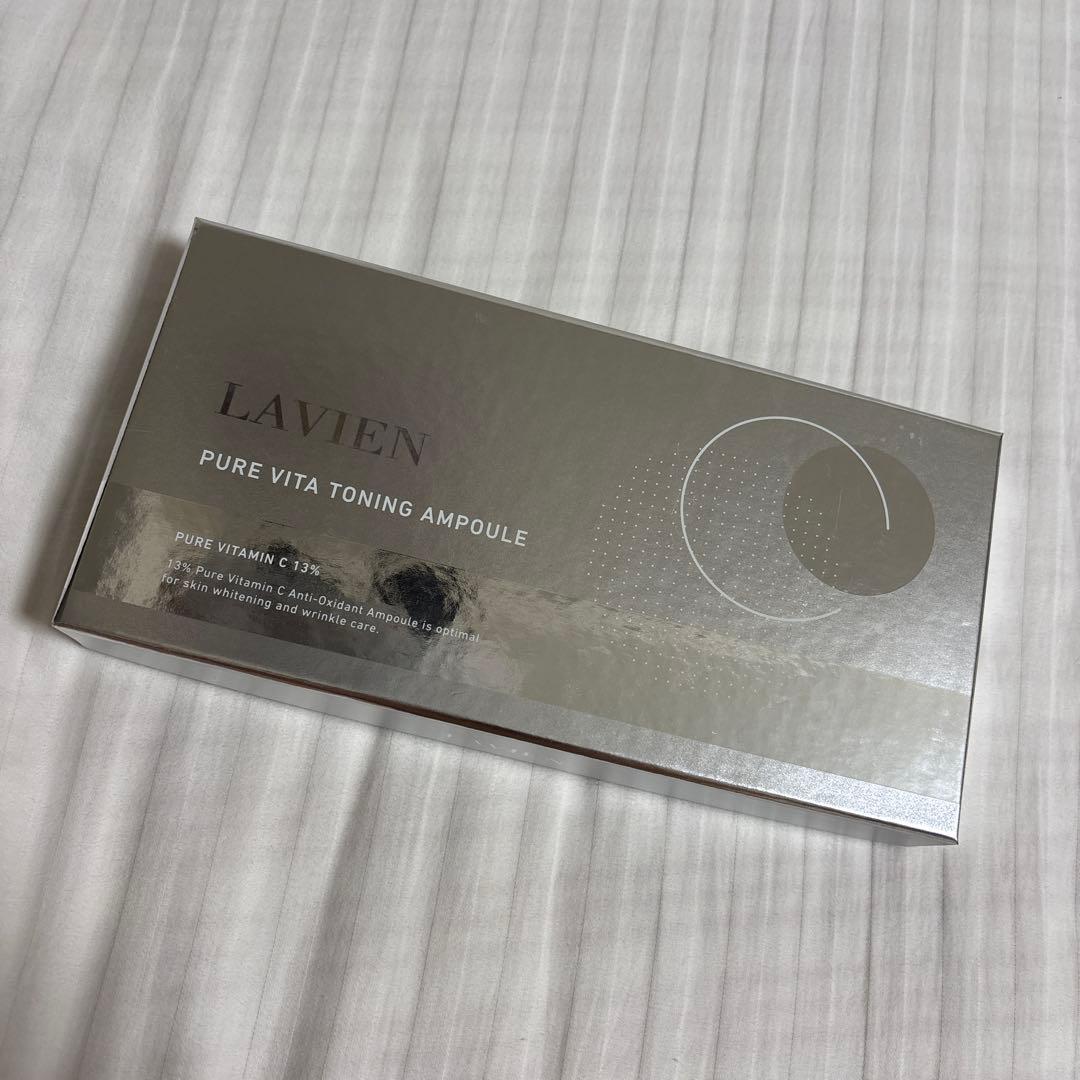 LAVIEN
PURE VITA TONING AMPOULE
PURE VITAMIN C 13%
13% Pure Vitamin C Anti-Oxidant Ampoule is optimal
for skin whitening and wrinkle care.